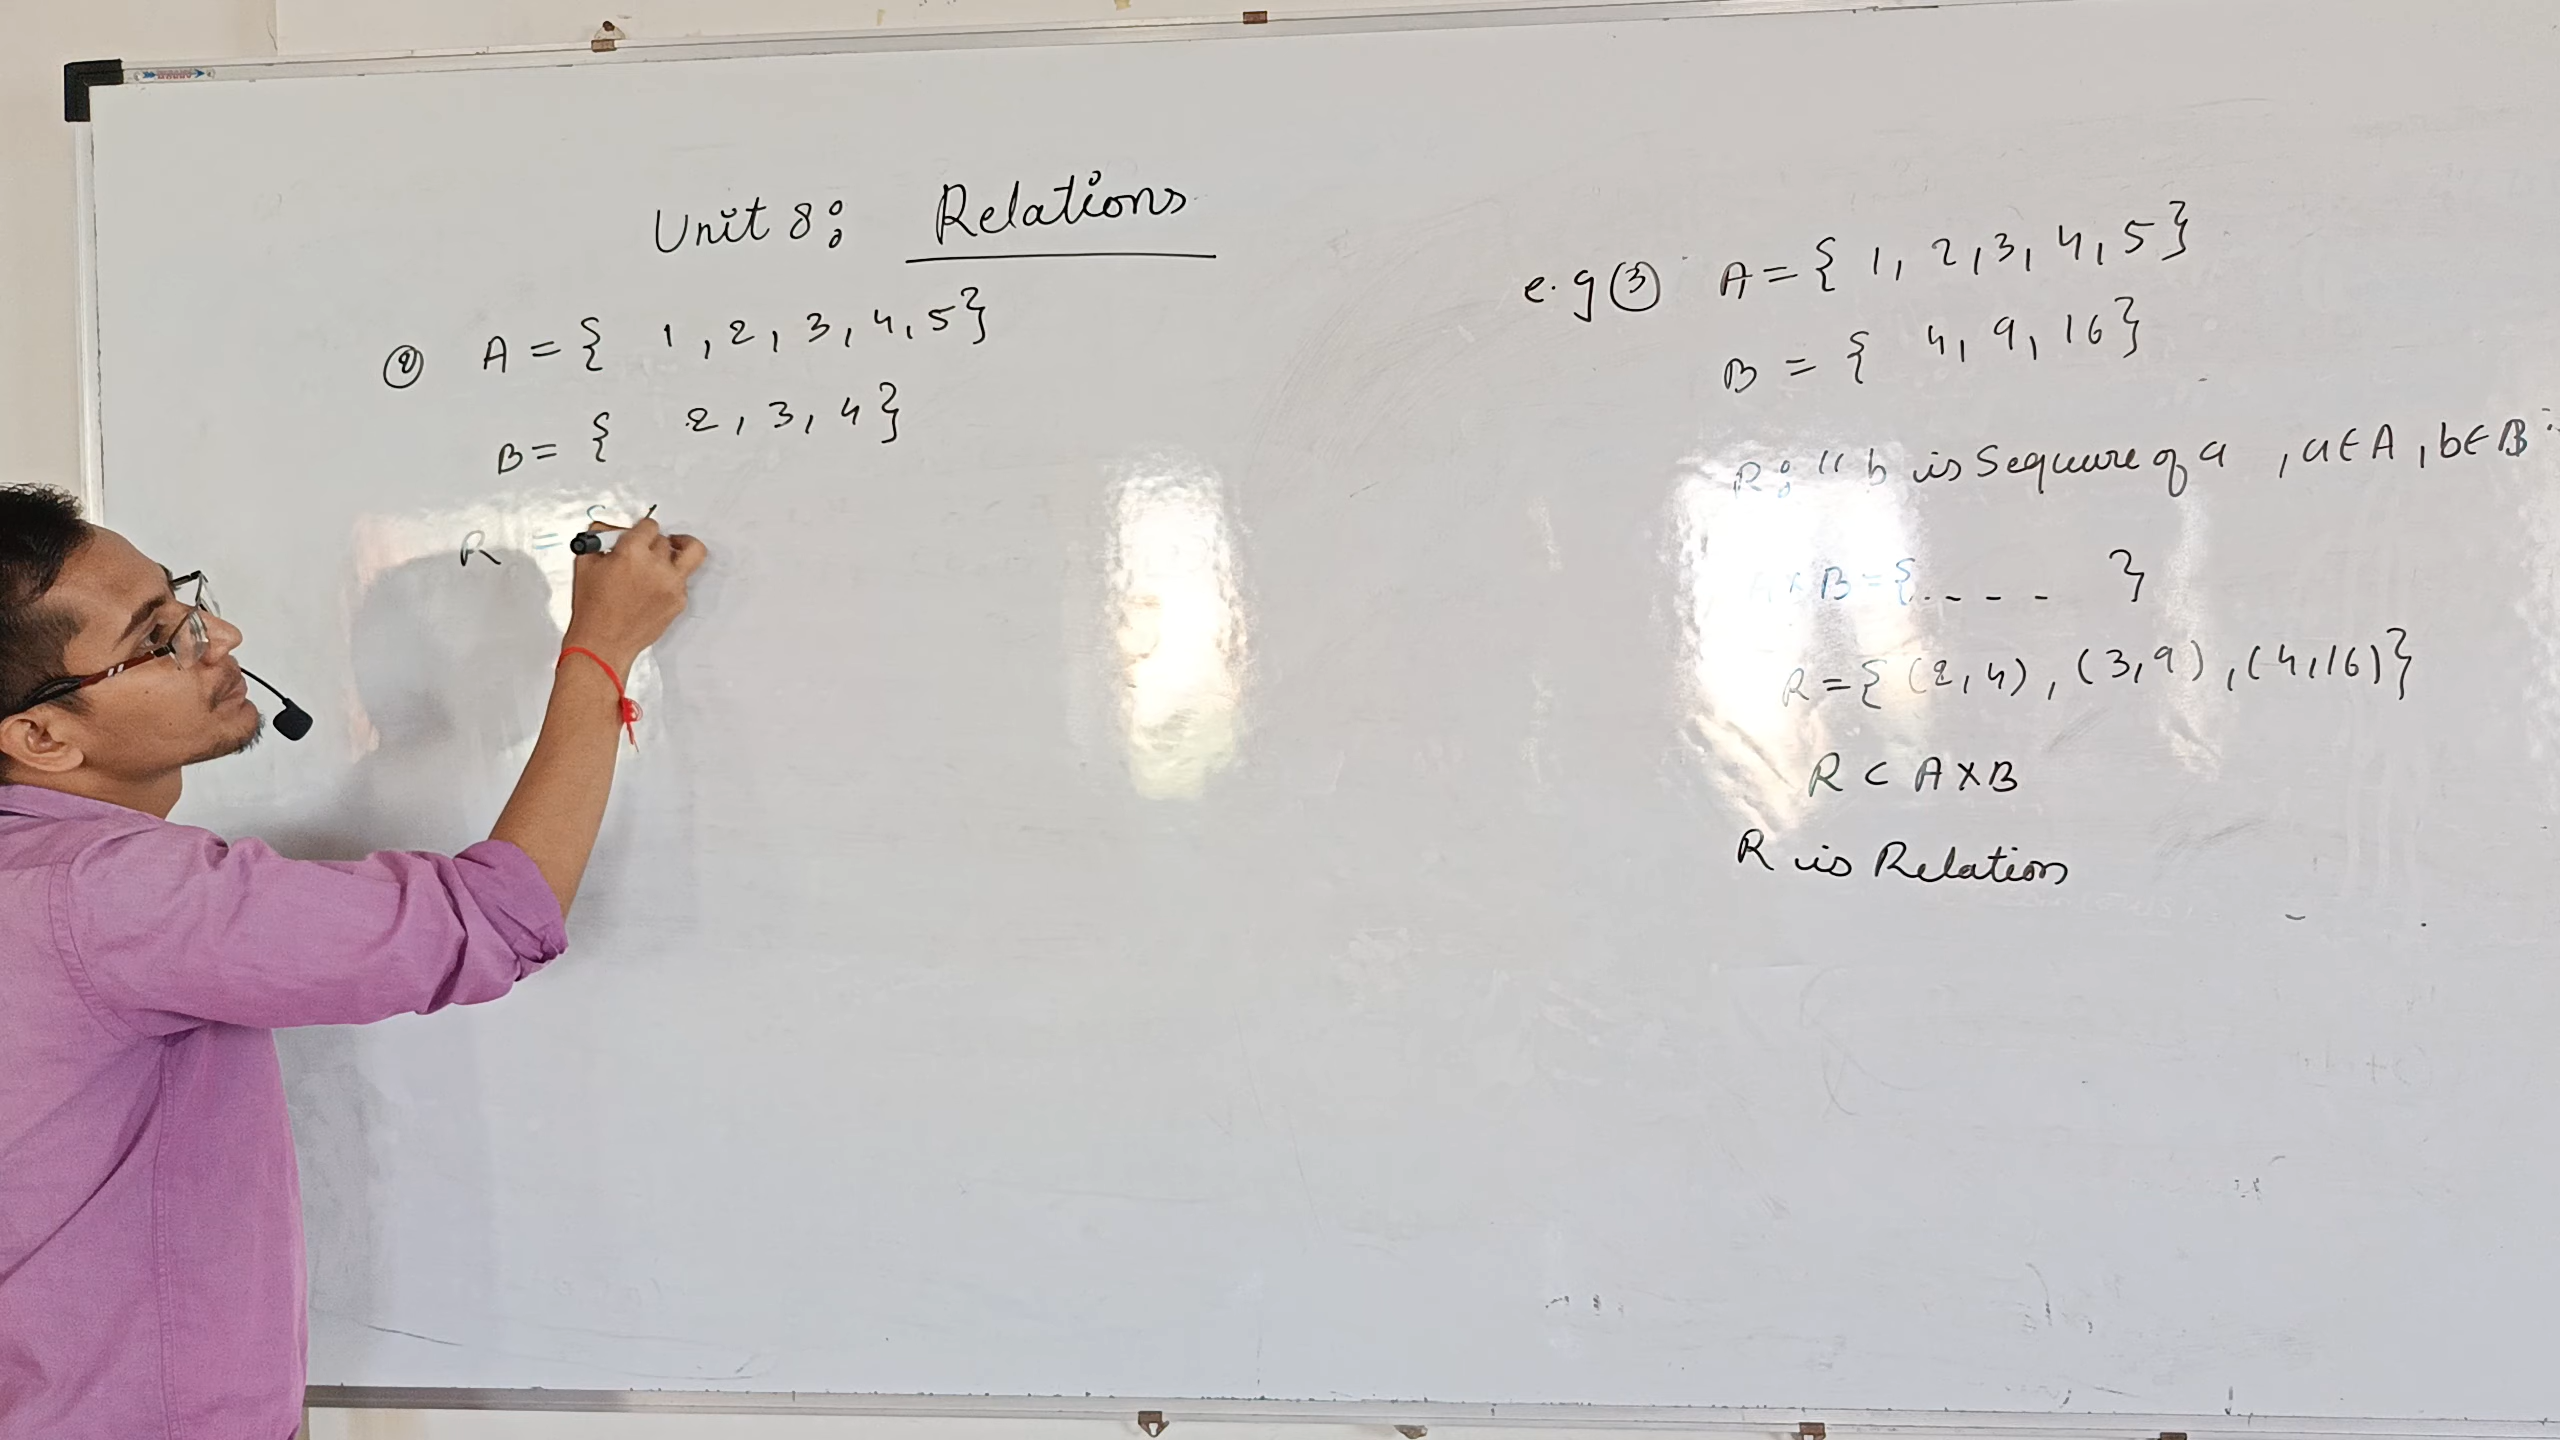 Unit 8: Relations
② A = { 1, 2, 3, 4, 5}
B = { 2, 3, 4}
R = {
e.g ③ A = { 1, 2, 3, 4, 5}
B = { 4, 9, 16}
R: "b is Sequure of a , a∈A, b∈B"
A × B = {. - - - }
R = { (2,4), (3,9), (4,16)}
R ⊂ A×B
R is Relation